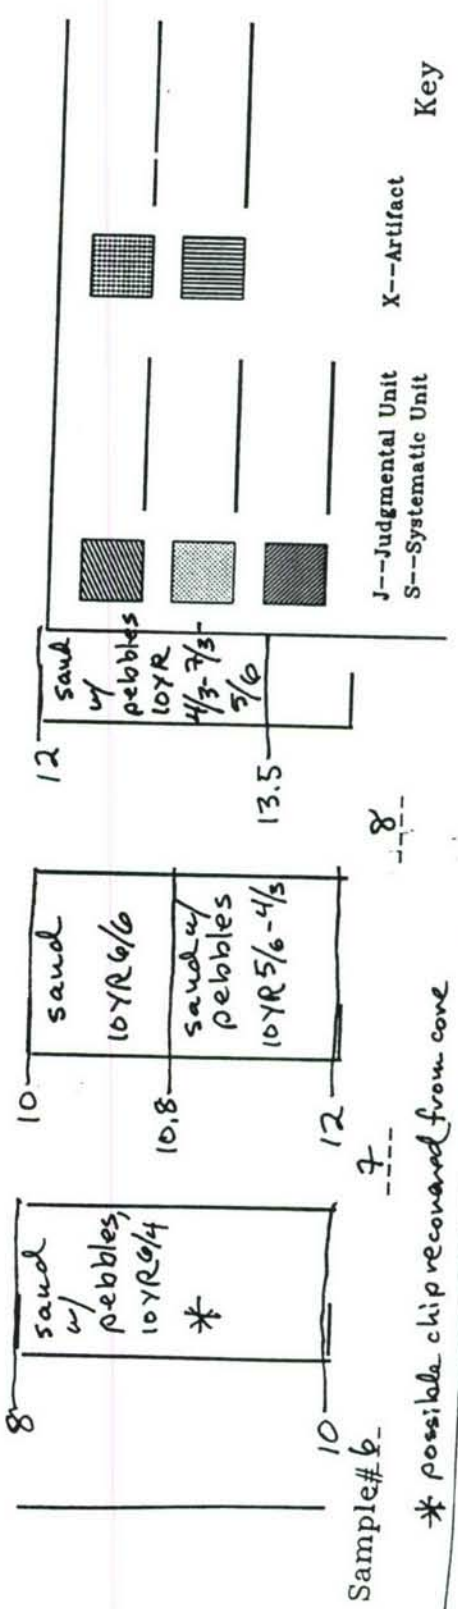 8
sand
w/
pebbles,
10YR6/4
*
10
Sample#6
10
sand
10YR 6/6
10.8
sand w/
pebbles
10YR 5/6-4/3
12
7
12
sand
w/
pebbles
10YR
4/3-7/3-
5/6
13.5
8
* possible chip recovered from core
J---Judgmental Unit
S---Systematic Unit
X---Artifact
Key